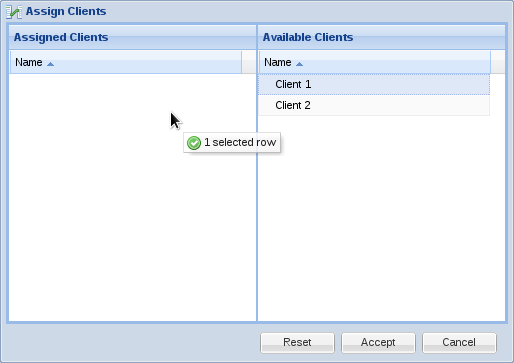 Assign Clients
Assigned Clients
Available Clients
Name
Name
Client 1
Client 2
1 selected row
Reset
Accept
Cancel